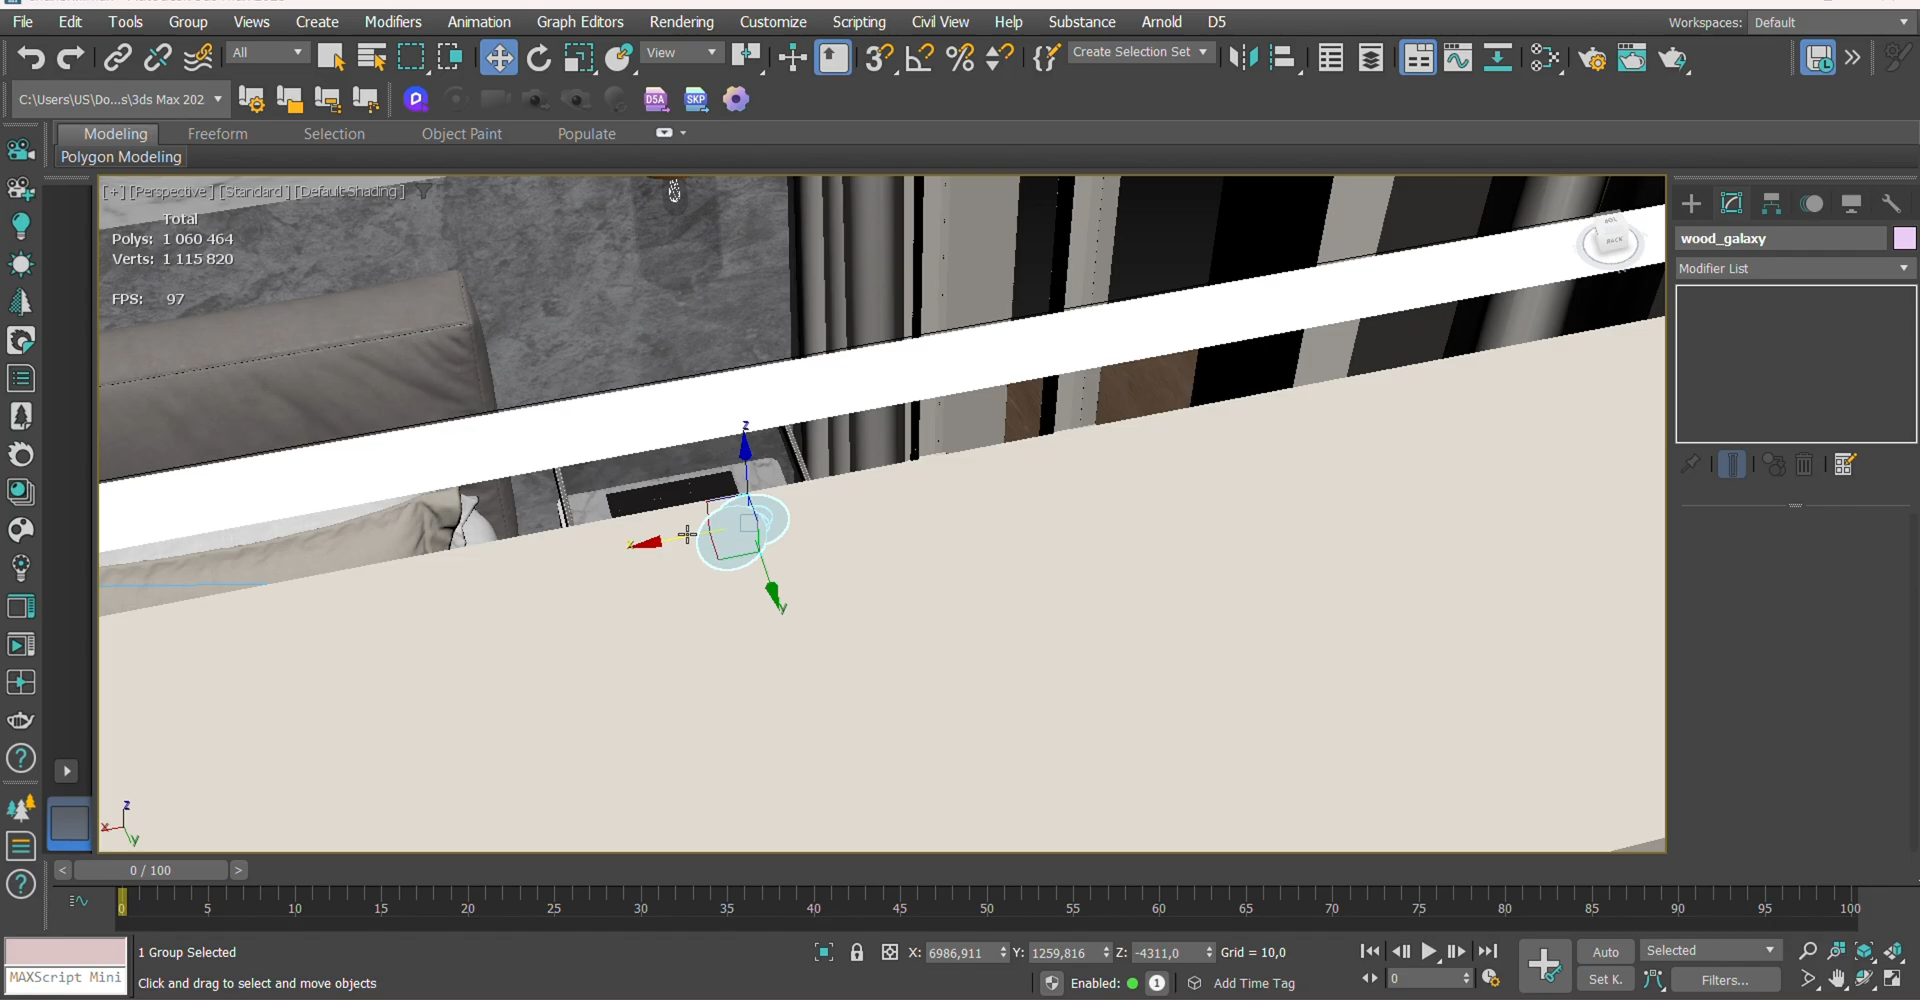 File Edit Tools Group Views Create Modifiers Animation Graph Editors Rendering Customize Scripting Civil View Help Substance Arnold D5 Workspaces: Default
All View Create Selection Set
C:\Users\US\Do...s\3ds Max 202... D5A SKP
Modeling Freeform Selection Object Paint Populate
Polygon Modeling
[+] [Perspective] [Standard] [Default Shading]
Total
Polys: 1 060 464
Verts: 1 115 820
FPS: 97
BACK
wood_galaxy
Modifier List
z
x
y
z
x
y
0 / 100
0 5 10 15 20 25 30 35 40 45 50 55 60 65 70 75 80 85 90 95 100
1 Group Selected X: 6986,911 Y: 1259,816 Z: -4311,0 Grid = 10,0 Auto Selected
MAXScript Mini Click and drag to select and move objects Enabled: 1 Add Time Tag 0 Set K. Filters...